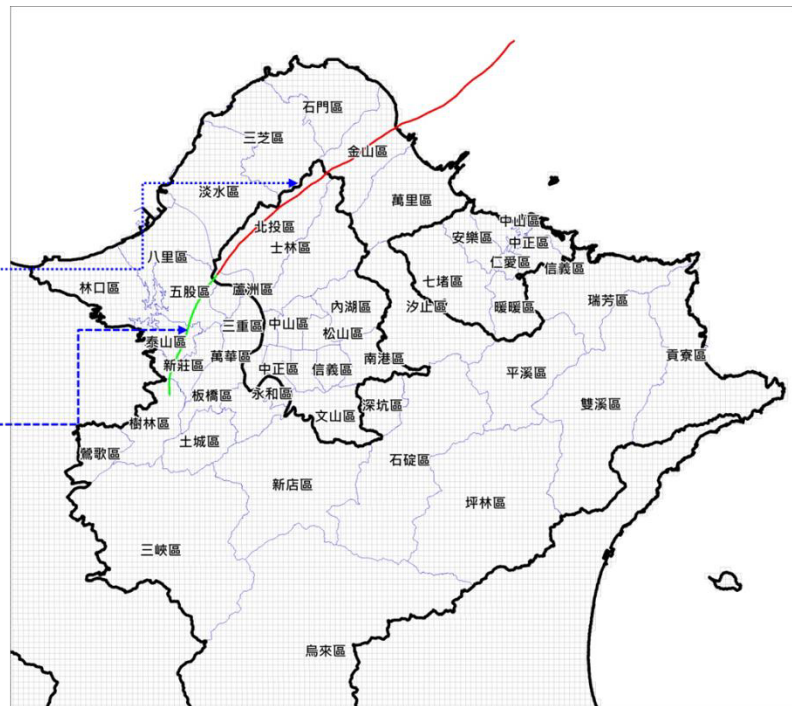 石門區
三芝區
金山區
淡水區
萬里區
北投區
士林區
中山區
安樂區
中正區
八里區
仁愛區
信義區
林口區
五股區
蘆洲區
七堵區
內湖區
汐止區
暖暖區
瑞芳區
三重區
中山區
松山區
泰山區
萬華區
南港區
貢寮區
新莊區
中正區
信義區
平溪區
板橋區
永和區
文山區
深坑區
雙溪區
樹林區
土城區
鶯歌區
石碇區
新店區
坪林區
三峽區
烏來區